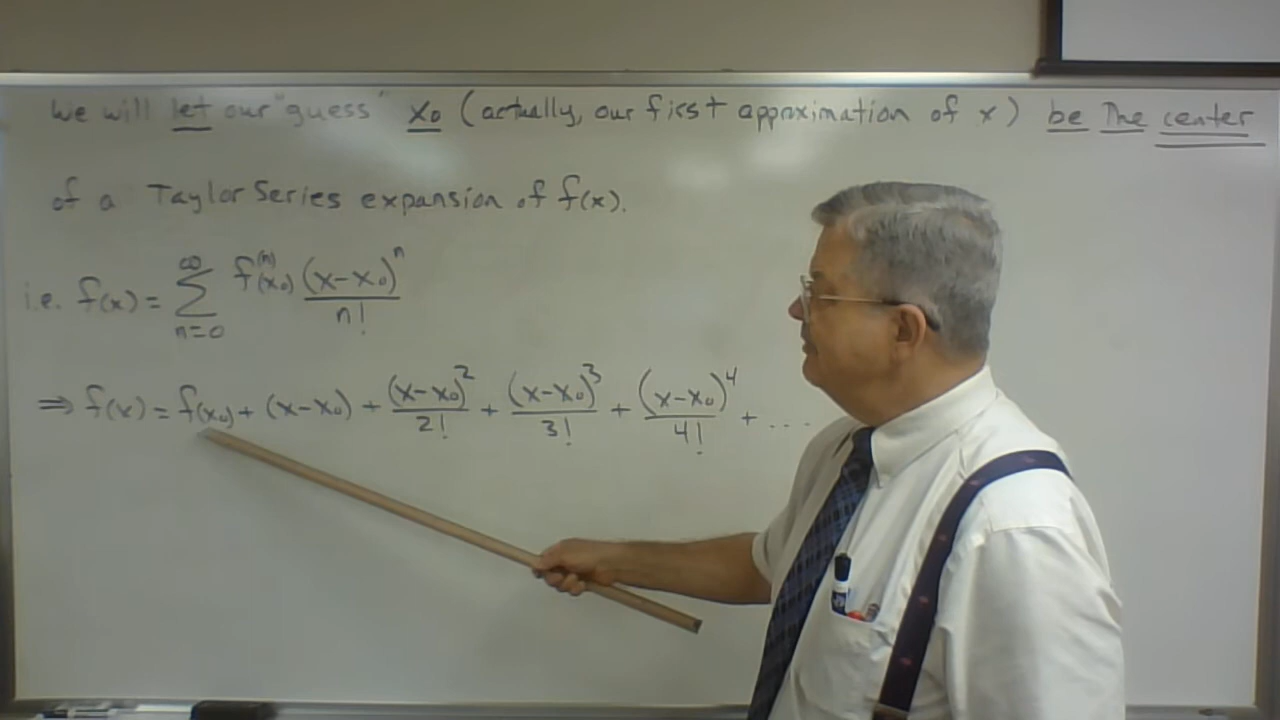 We will let our "guess" x₀ (actually, our first approximation of x) be The center
of a Taylor Series expansion of f(x).
i.e. f(x) = ∑_{n=0}^{∞} f^{(n)}(x₀) (x-x₀)^n / n!
⇒ f(x) = f(x₀) + (x-x₀) + (x-x₀)²/2! + (x-x₀)³/3! + (x-x₀)⁴/4! + ....